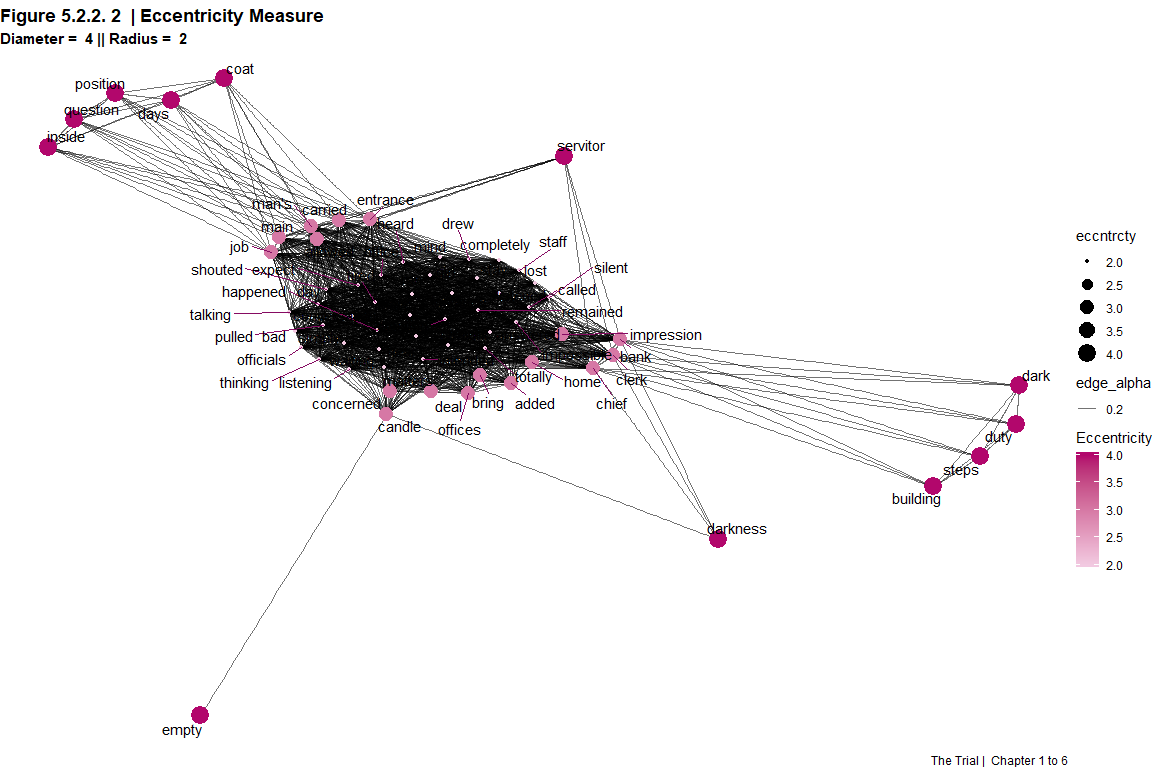 Figure 5.2.2. 2 | Eccentricity Measure
Diameter = 4 || Radius = 2
coat
position
question
days
inside
servitor
entrance
man's
carried
heard
drew
main
mind
completely
staff
job
shouted
lost
silent
happened
called
talking
remained
pulled
bad
impression
officials
bank
thinking
listening
totally
home
clerk
dark
concerned
deal
bring
added
chief
candle
offices
duty
steps
building
darkness
empty
eccntrcty
2.0
2.5
3.0
3.5
4.0
edge_alpha
0.2
Eccentricity
4.0
3.5
3.0
2.5
2.0
The Trial | Chapter 1 to 6